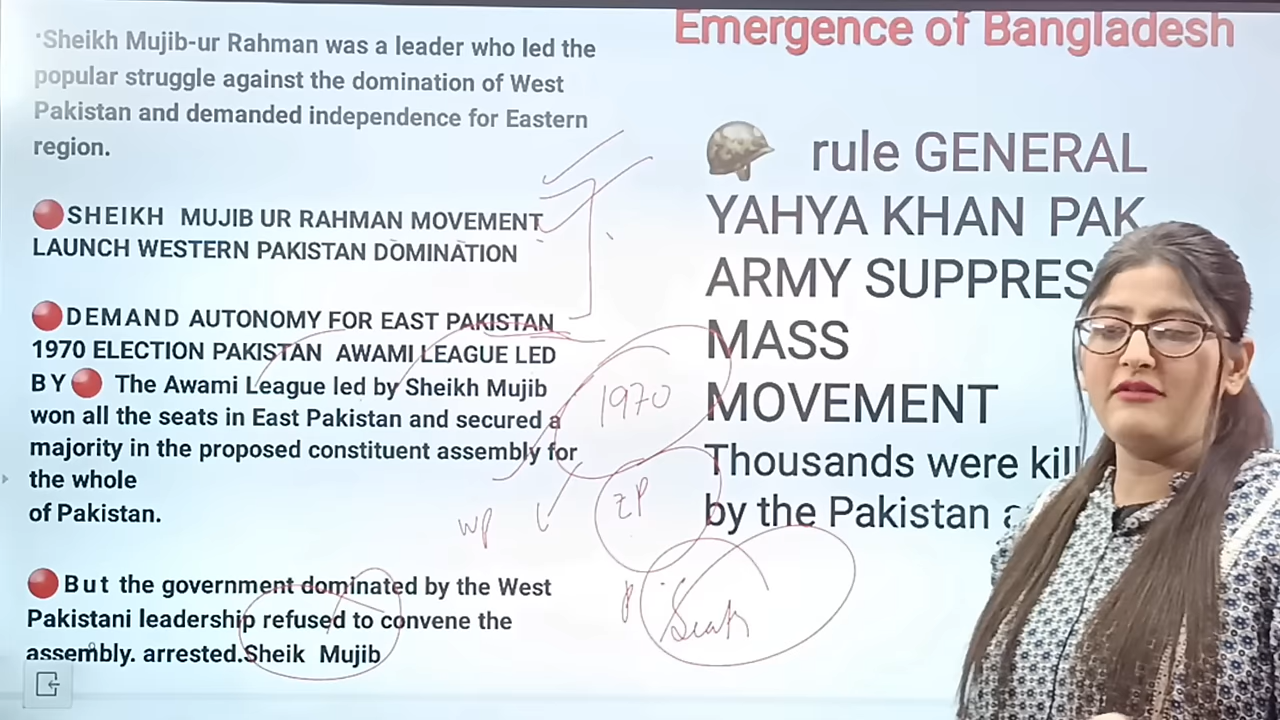 Emergence of Bangladesh
•Sheikh Mujib-ur Rahman was a leader who led the
popular struggle against the domination of West
Pakistan and demanded independence for Eastern
region.
SHEIKH MUJIB UR RAHMAN MOVEMENT
LAUNCH WESTERN PAKISTAN DOMINATION
DEMAND AUTONOMY FOR EAST PAKISTAN
1970 ELECTION PAKISTAN AWAMI LEAGUE LED
BY The Awami League led by Sheikh Mujib
won all the seats in East Pakistan and secured a
majority in the proposed constituent assembly for
the whole
of Pakistan.
But the government dominated by the West
Pakistani leadership refused to convene the
assembly. arrested.Sheik Mujib
1970
WP
EP
Seats
rule GENERAL
YAHYA KHAN PAK
ARMY SUPPRES
MASS
MOVEMENT
Thousands were kil
by the Pakistan